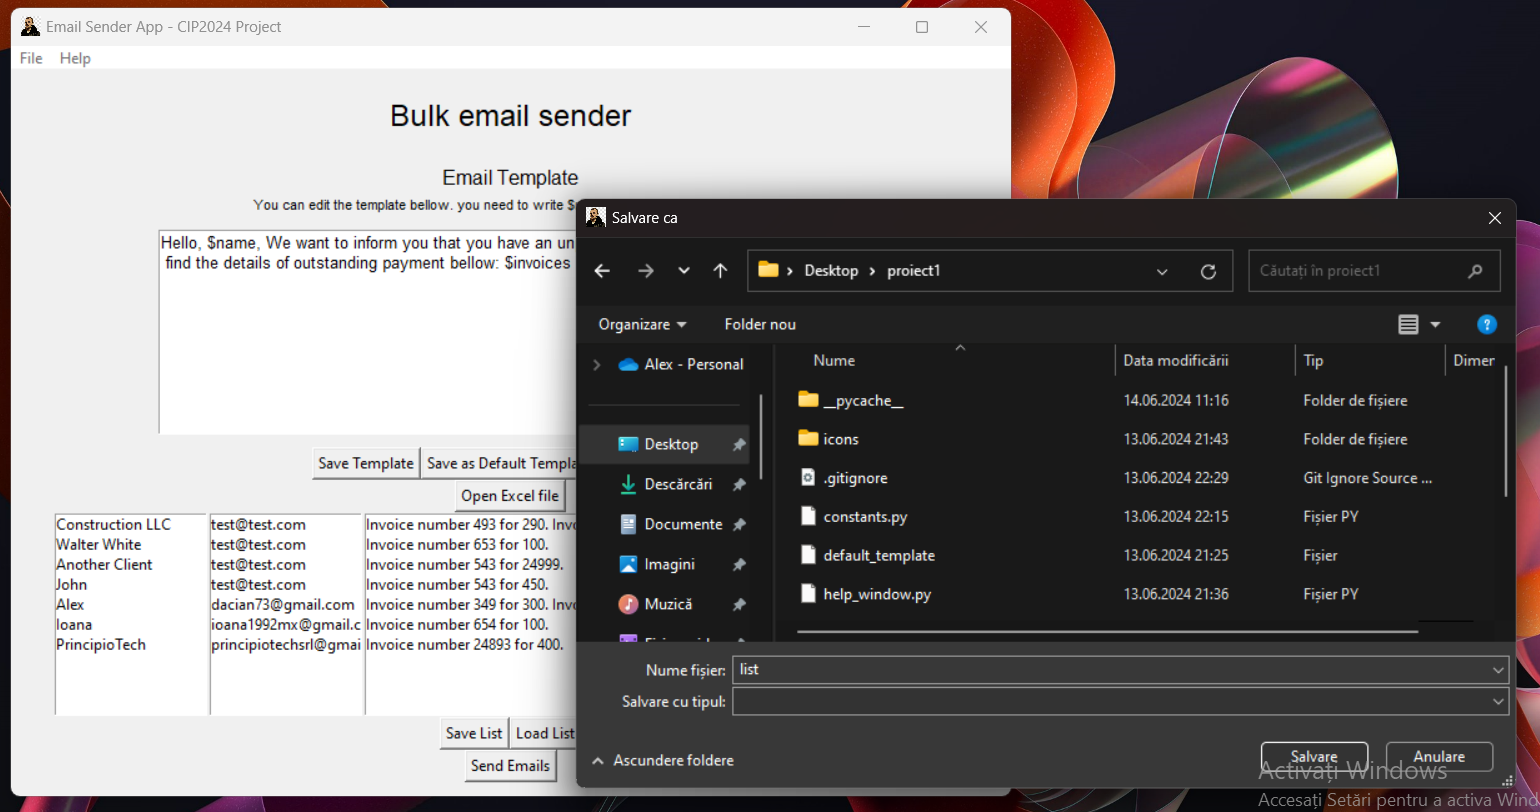 Email Sender App - CIP2024 Project
File Help
Bulk email sender
Email Template
You can edit the template bellow. you need to write $
Hello, $name, We want to inform you that you have an un
find the details of outstanding payment bellow: $invoices
Save Template Save as Default Templa
Open Excel file
Construction LLC test@test.com Invoice number 493 for 290. Invo
Walter White test@test.com Invoice number 653 for 100.
Another Client test@test.com Invoice number 543 for 24999.
John test@test.com Invoice number 543 for 450.
Alex dacian73@gmail.com Invoice number 349 for 300. Invo
Ioana ioana1992mx@gmail.c Invoice number 654 for 100.
PrincipioTech principiotechsrl@gmai Invoice number 24893 for 400.
Save List Load List
Send Emails
Salvare ca
Desktop proiect1
Căutați în proiect1
Organizare Folder nou
Alex - Personal
Desktop
Descărcări
Documente
Imagini
Muzică
Nume Data modificării Tip Dimen
__pycache__ 14.06.2024 11:16 Folder de fișiere
icons 13.06.2024 21:43 Folder de fișiere
.gitignore 13.06.2024 22:29 Git Ignore Source ...
constants.py 13.06.2024 22:15 Fișier PY
default_template 13.06.2024 21:25 Fișier
help_window.py 13.06.2024 21:36 Fișier PY
Nume fișier: list
Salvare cu tipul:
Ascundere foldere
Salvare Anulare
Activați Windows
Accesați Setări pentru a activa Wind